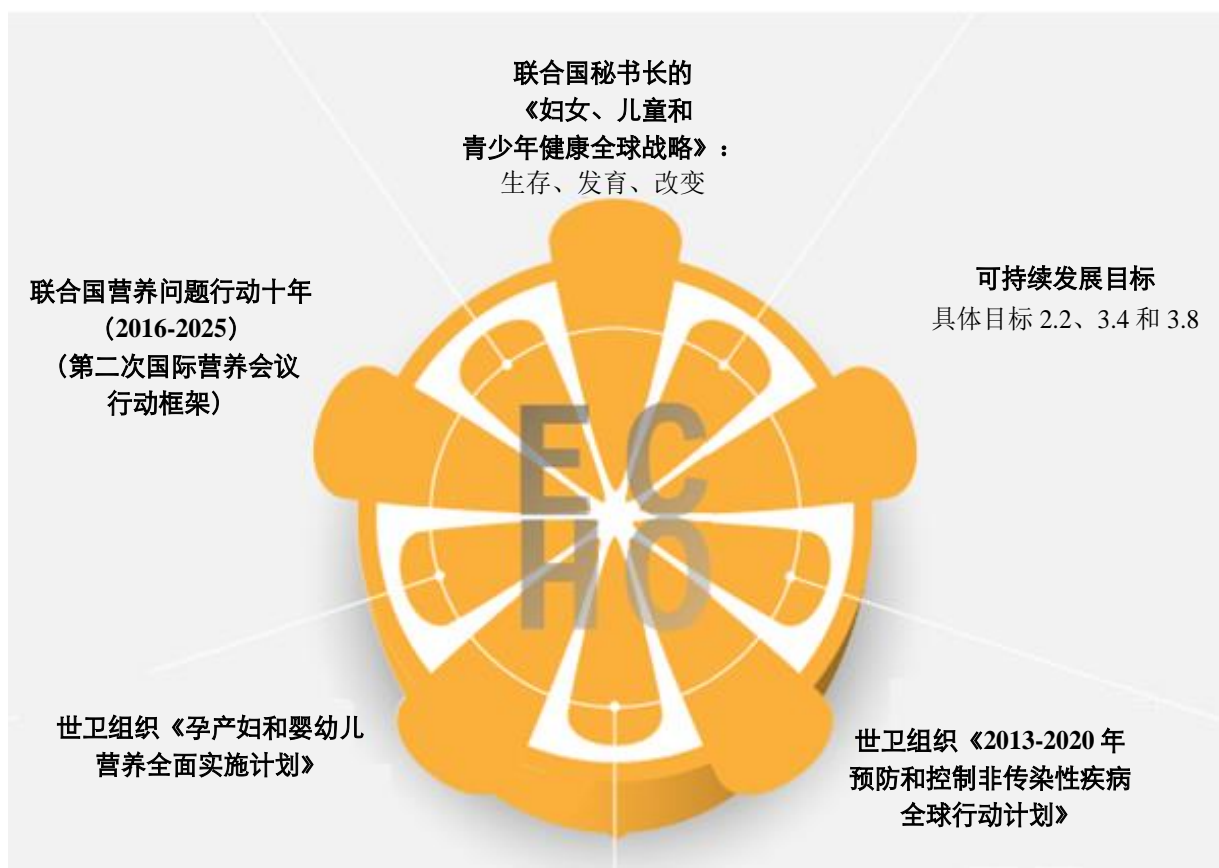 联合国秘书长的
《妇女、儿童和
青少年健康全球战略》：
生存、发育、改变
联合国营养问题行动十年
（2016-2025）
（第二次国际营养会议
行动框架）
可持续发展目标
具体目标 2.2、3.4 和 3.8
E C
H O
世卫组织《孕产妇和婴幼儿
营养全面实施计划》
世卫组织《2013-2020 年
预防和控制非传染性疾病
全球行动计划》